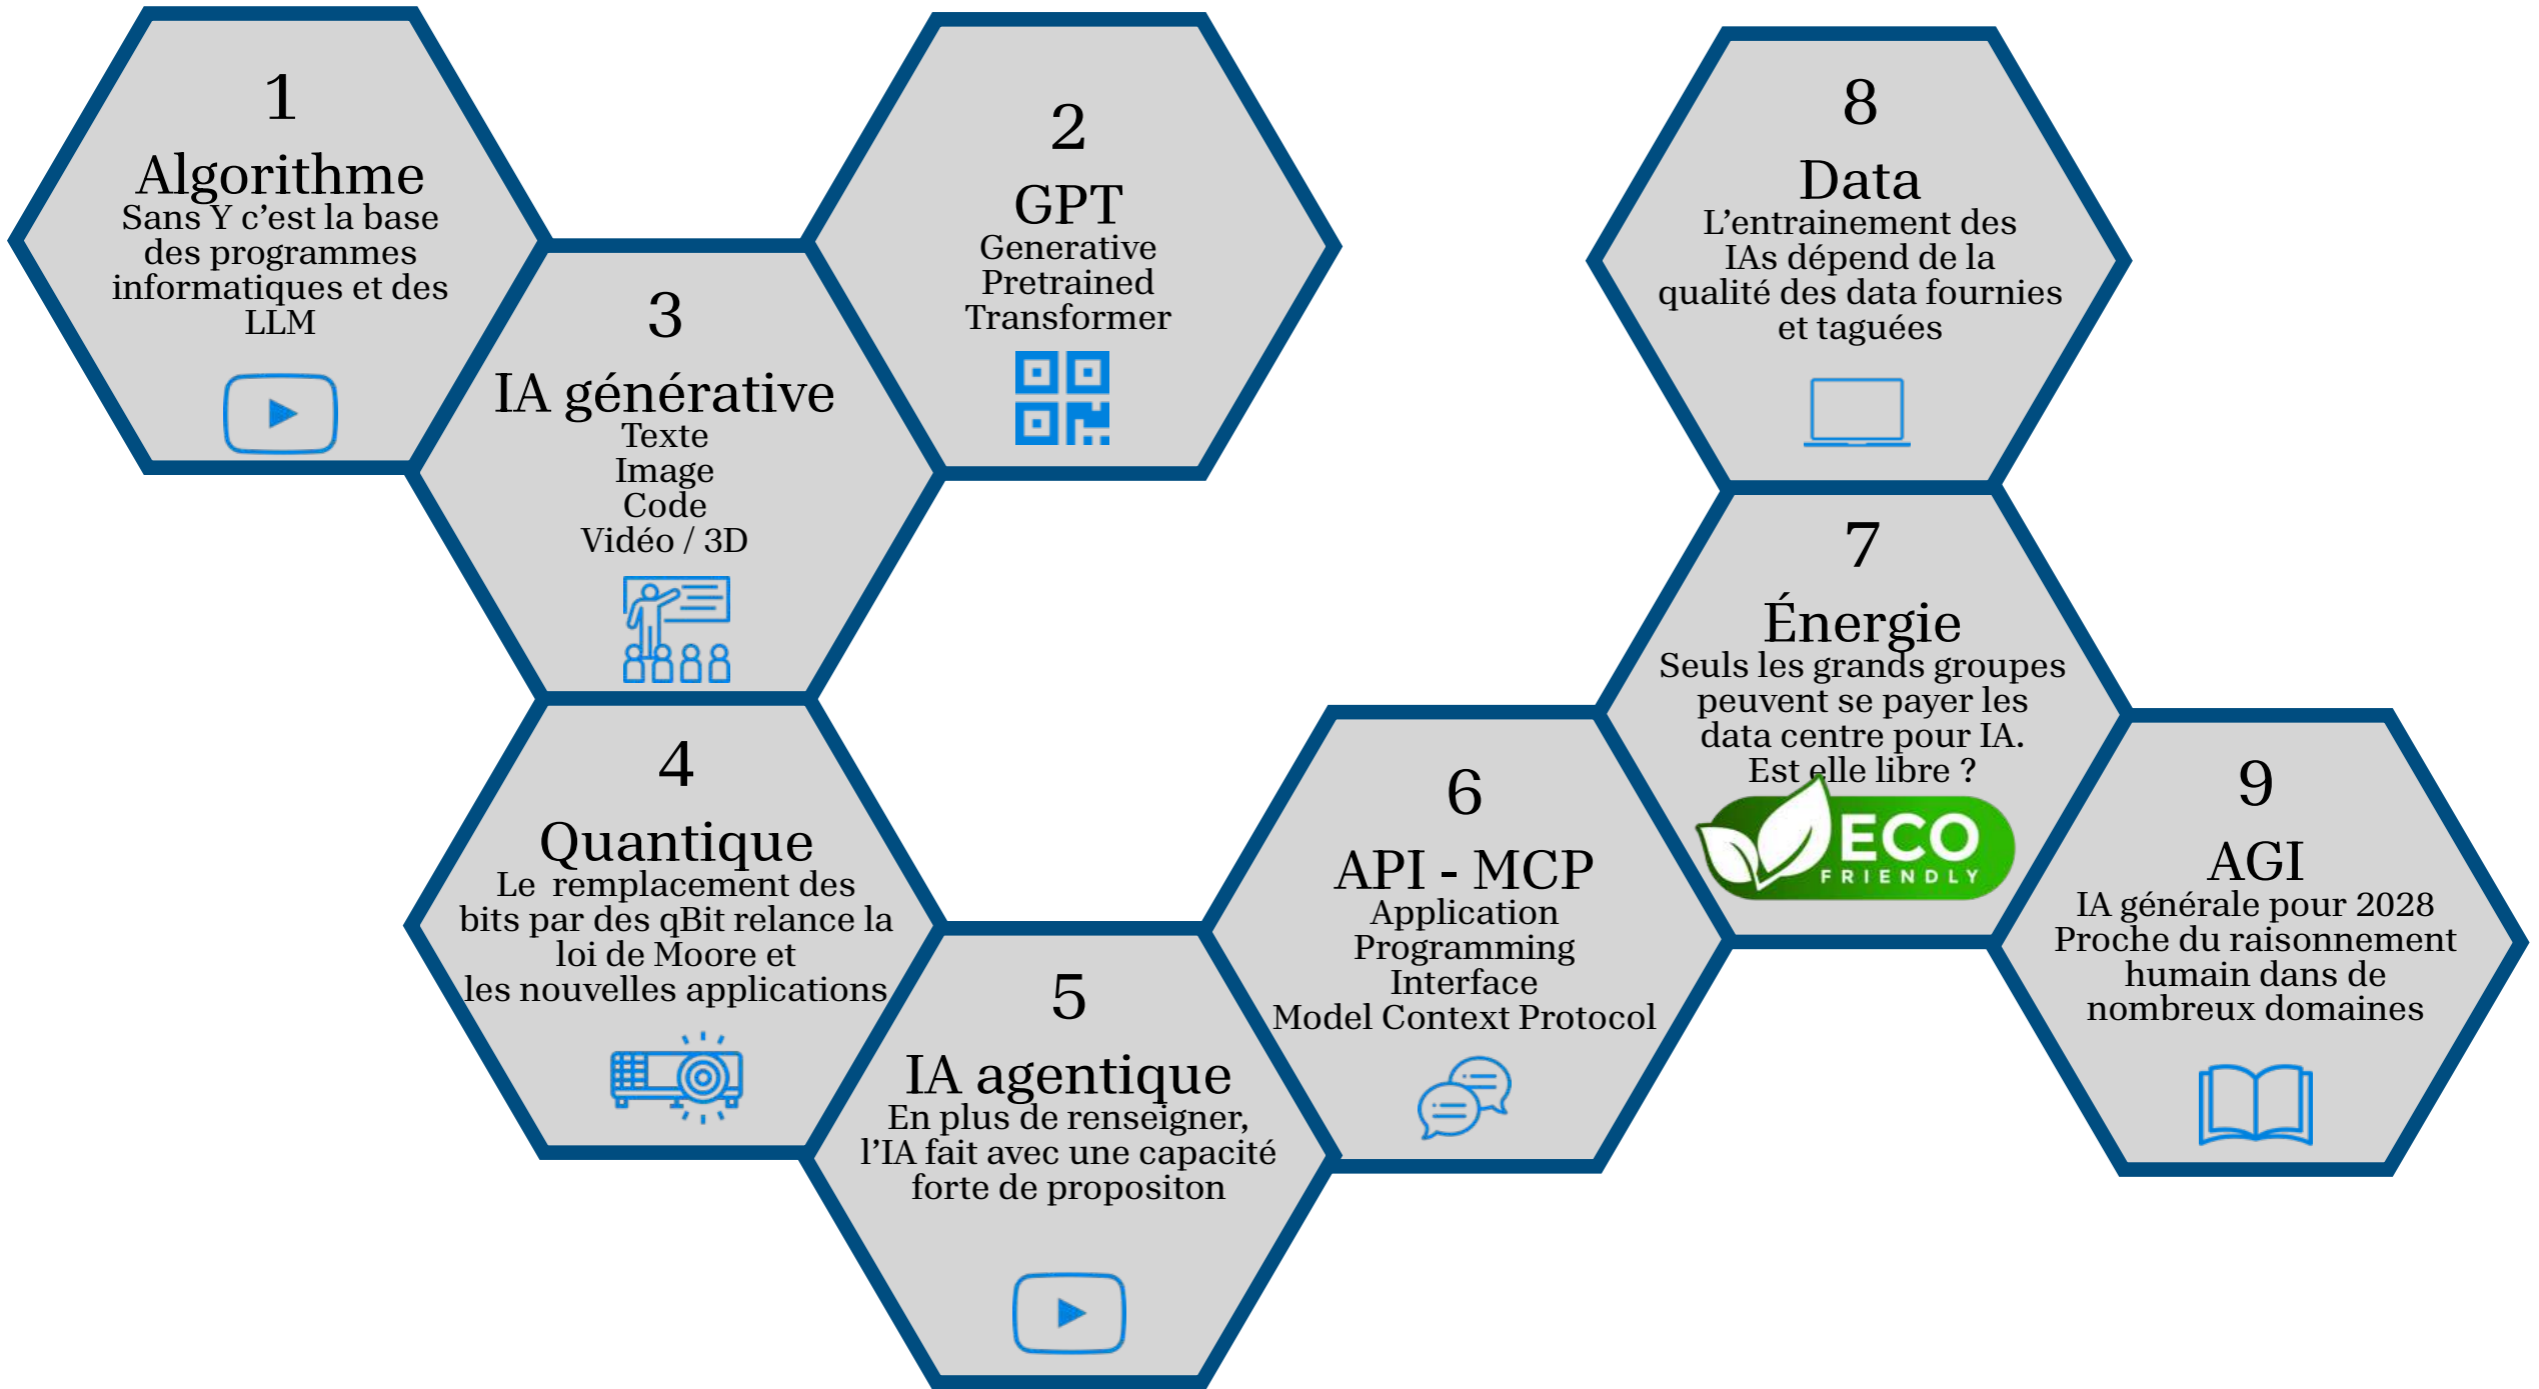 1
Algorithme
Sans Y c’est la base
des programmes
informatiques et des
LLM
2
GPT
Generative
Pretrained
Transformer
3
IA générative
Texte
Image
Code
Vidéo / 3D
4
Quantique
Le remplacement des
bits par des qBit relance la
loi de Moore et
les nouvelles applications
5
IA agentique
En plus de renseigner,
l’IA fait avec une capacité
forte de propositon
6
API - MCP
Application
Programming
Interface
Model Context Protocol
7
Énergie
Seuls les grands groupes
peuvent se payer les
data centre pour IA.
Est elle libre ?
ECO
FRIENDLY
8
Data
L’entrainement des
IAs dépend de la
qualité des data fournies
et taguées
9
AGI
IA générale pour 2028
Proche du raisonnement
humain dans de
nombreux domaines